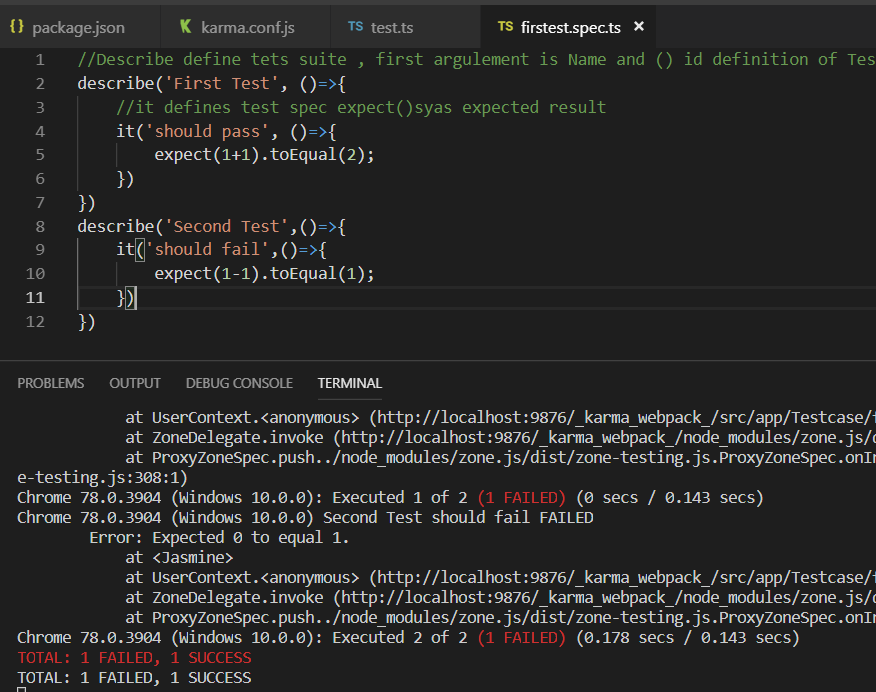 {} package.json K karma.conf.js TS test.ts TS firstest.spec.ts ×
1 //Describe define tets suite , first argulement is Name and () id definition of Tes
2 describe('First Test', ()=>{
3 //it defines test spec expect()syas expected result
4 it('should pass', ()=>{
5 expect(1+1).toEqual(2);
6 })
7 })
8 describe('Second Test',()=>{
9 it('should fail',()=>{
10 expect(1-1).toEqual(1);
11 })
12 })
PROBLEMS OUTPUT DEBUG CONSOLE TERMINAL
at UserContext.<anonymous> (http://localhost:9876/_karma_webpack_/src/app/Testcase/f
at ZoneDelegate.invoke (http://localhost:9876/_karma_webpack_/node_modules/zone.js/d
at ProxyZoneSpec.push../node_modules/zone.js/dist/zone-testing.js.ProxyZoneSpec.onIn
e-testing.js:308:1)
Chrome 78.0.3904 (Windows 10.0.0): Executed 1 of 2 (1 FAILED) (0 secs / 0.143 secs)
Chrome 78.0.3904 (Windows 10.0.0) Second Test should fail FAILED
Error: Expected 0 to equal 1.
at <Jasmine>
at UserContext.<anonymous> (http://localhost:9876/_karma_webpack_/src/app/Testcase/f
at ZoneDelegate.invoke (http://localhost:9876/_karma_webpack_/node_modules/zone.js/d
at ProxyZoneSpec.push../node_modules/zone.js/dist/zone-testing.js.ProxyZoneSpec.onIn
Chrome 78.0.3904 (Windows 10.0.0): Executed 2 of 2 (1 FAILED) (0.178 secs / 0.143 secs)
TOTAL: 1 FAILED, 1 SUCCESS
TOTAL: 1 FAILED, 1 SUCCESS